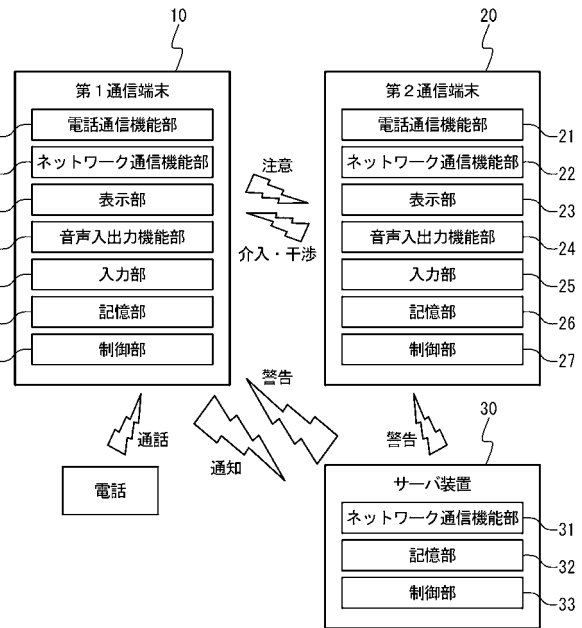 10
第1通信端末
電話通信機能部
ネットワーク通信機能部
表示部
音声入出力機能部
入力部
記憶部
制御部
20
第2通信端末
電話通信機能部
21
ネットワーク通信機能部
22
表示部
23
音声入出力機能部
24
入力部
25
記憶部
26
制御部
27
注意
介入・干渉
警告
通知
通話
電話
警告
30
サーバ装置
ネットワーク通信機能部
31
記憶部
32
制御部
33